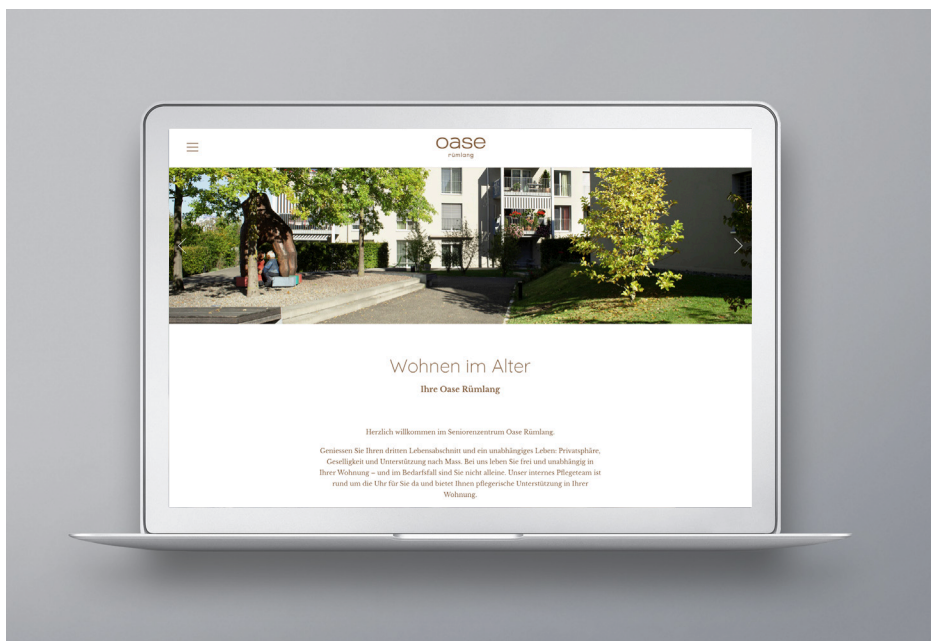 oase
rümlang
Wohnen im Alter
Ihre Oase Rümlang
Herzlich willkommen im Seniorenzentrum Oase Rümlang.
Geniessen Sie Ihren dritten Lebensabschnitt und ein unabhängiges Leben: Privatsphäre,
Geselligkeit und Unterstützung nach Mass. Bei uns leben Sie frei und unabhängig in
Ihrer Wohnung – und im Bedarfsfall sind Sie nicht alleine. Unser internes Pflegeteam ist
rund um die Uhr für Sie da und bietet Ihnen pflegerische Unterstützung in Ihrer
Wohnung.